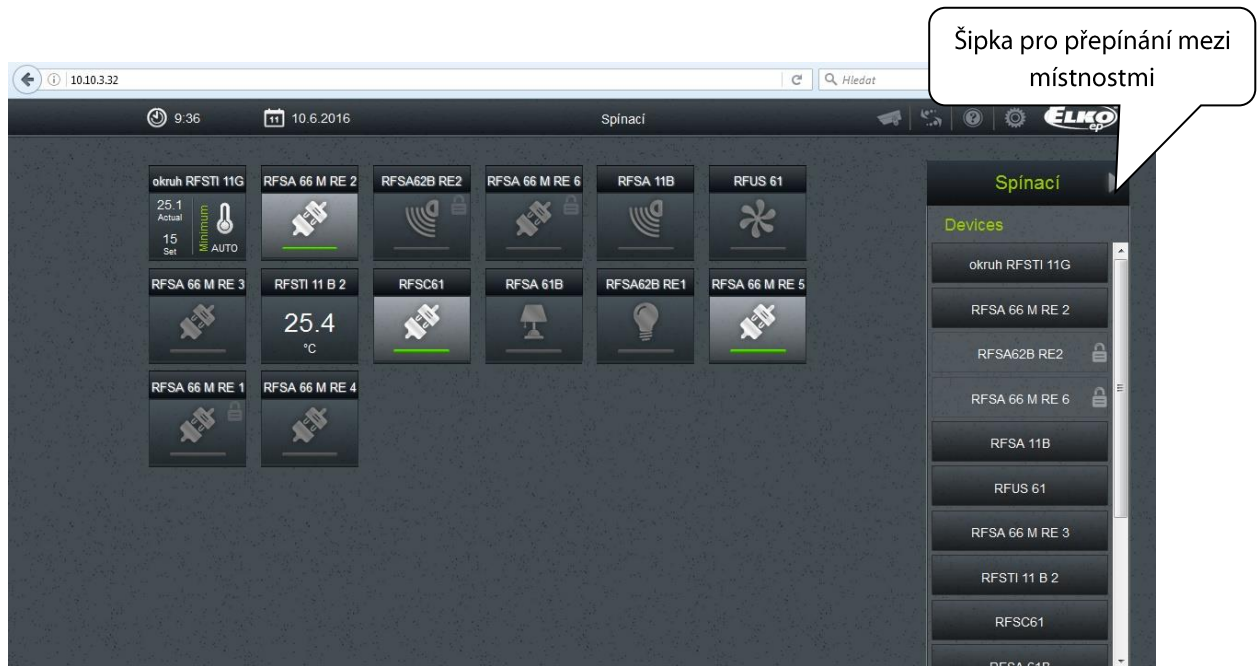 Šipka pro přepínání mezi
místnostmi
10.10.3.32
Hledat
9:36
11
10.6.2016
Spínací
ELKO
ep
okruh RFSTI 11G
RFSA 66 M RE 2
RFSA62B RE2
RFSA 66 M RE 6
RFSA 11B
RFUS 61
25.1
Actual
15
Set
Minimum
AUTO
RFSA 66 M RE 3
RFSTI 11 B 2
RFSC61
RFSA 61B
RFSA62B RE1
RFSA 66 M RE 5
25.4
°C
RFSA 66 M RE 1
RFSA 66 M RE 4
Spínací
Devices
okruh RFSTI 11G
RFSA 66 M RE 2
RFSA62B RE2
RFSA 66 M RE 6
RFSA 11B
RFUS 61
RFSA 66 M RE 3
RFSTI 11 B 2
RFSC61
RFSA 61B